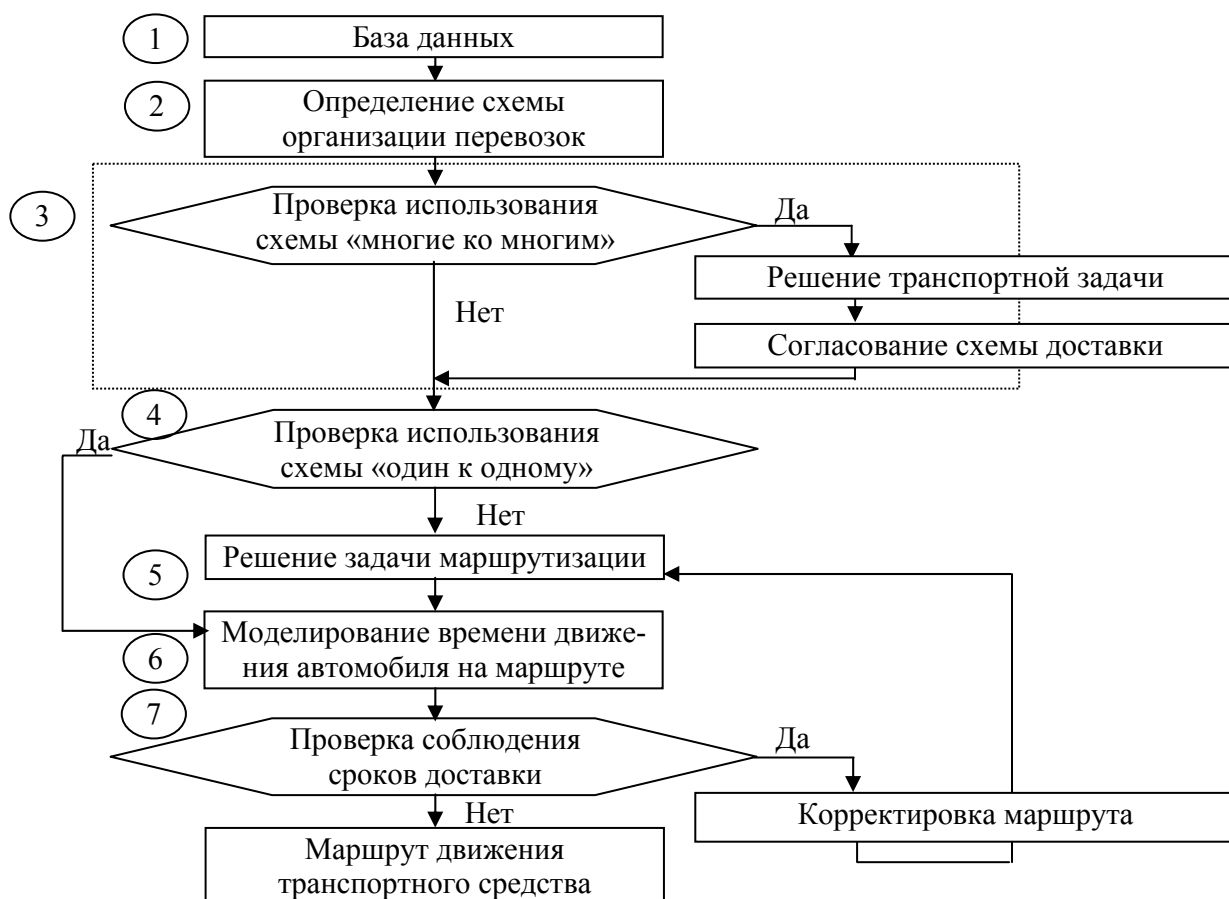 1
База данных
2
Определение схемы
организации перевозок
3
Проверка использования
схемы «многие ко многим»
Да
Решение транспортной задачи
Нет
Согласование схемы доставки
4
Да
Проверка использования
схемы «один к одному»
Нет
Решение задачи маршрутизации
5
Моделирование времени движе-
ния автомобиля на маршруте
6
7
Проверка соблюдения
сроков доставки
Да
Нет
Корректировка маршрута
Маршрут движения
транспортного средства